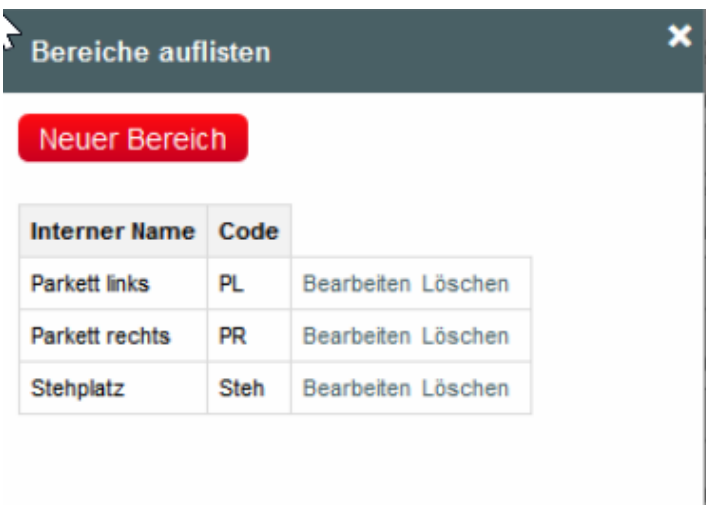 Bereiche auflisten
Neuer Bereich
Interner Name Code
Parkett links PL Bearbeiten Löschen
Parkett rechts PR Bearbeiten Löschen
Stehplatz Steh Bearbeiten Löschen